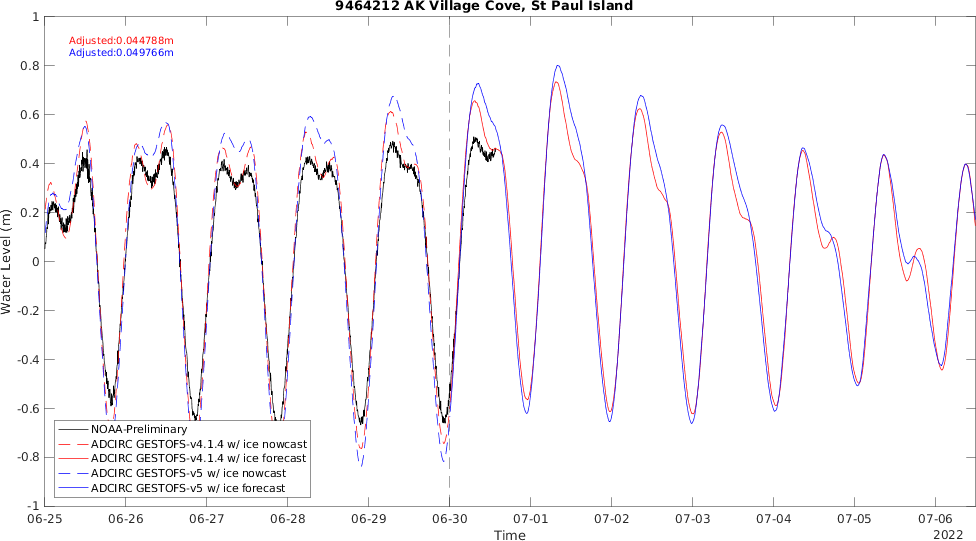 9464212 AK Village Cove, St Paul Island
Adjusted:0.044788m
Adjusted:0.049766m
1
0.8
0.6
0.4
0.2
0
-0.2
-0.4
-0.6
-0.8
-1
Water Level (m)
NOAA-Preliminary
ADCIRC GESTOFS-v4.1.4 w/ ice nowcast
ADCIRC GESTOFS-v4.1.4 w/ ice forecast
ADCIRC GESTOFS-v5 w/ ice nowcast
ADCIRC GESTOFS-v5 w/ ice forecast
06-25 06-26 06-27 06-28 06-29 06-30 07-01 07-02 07-03 07-04 07-05 07-06
Time
2022